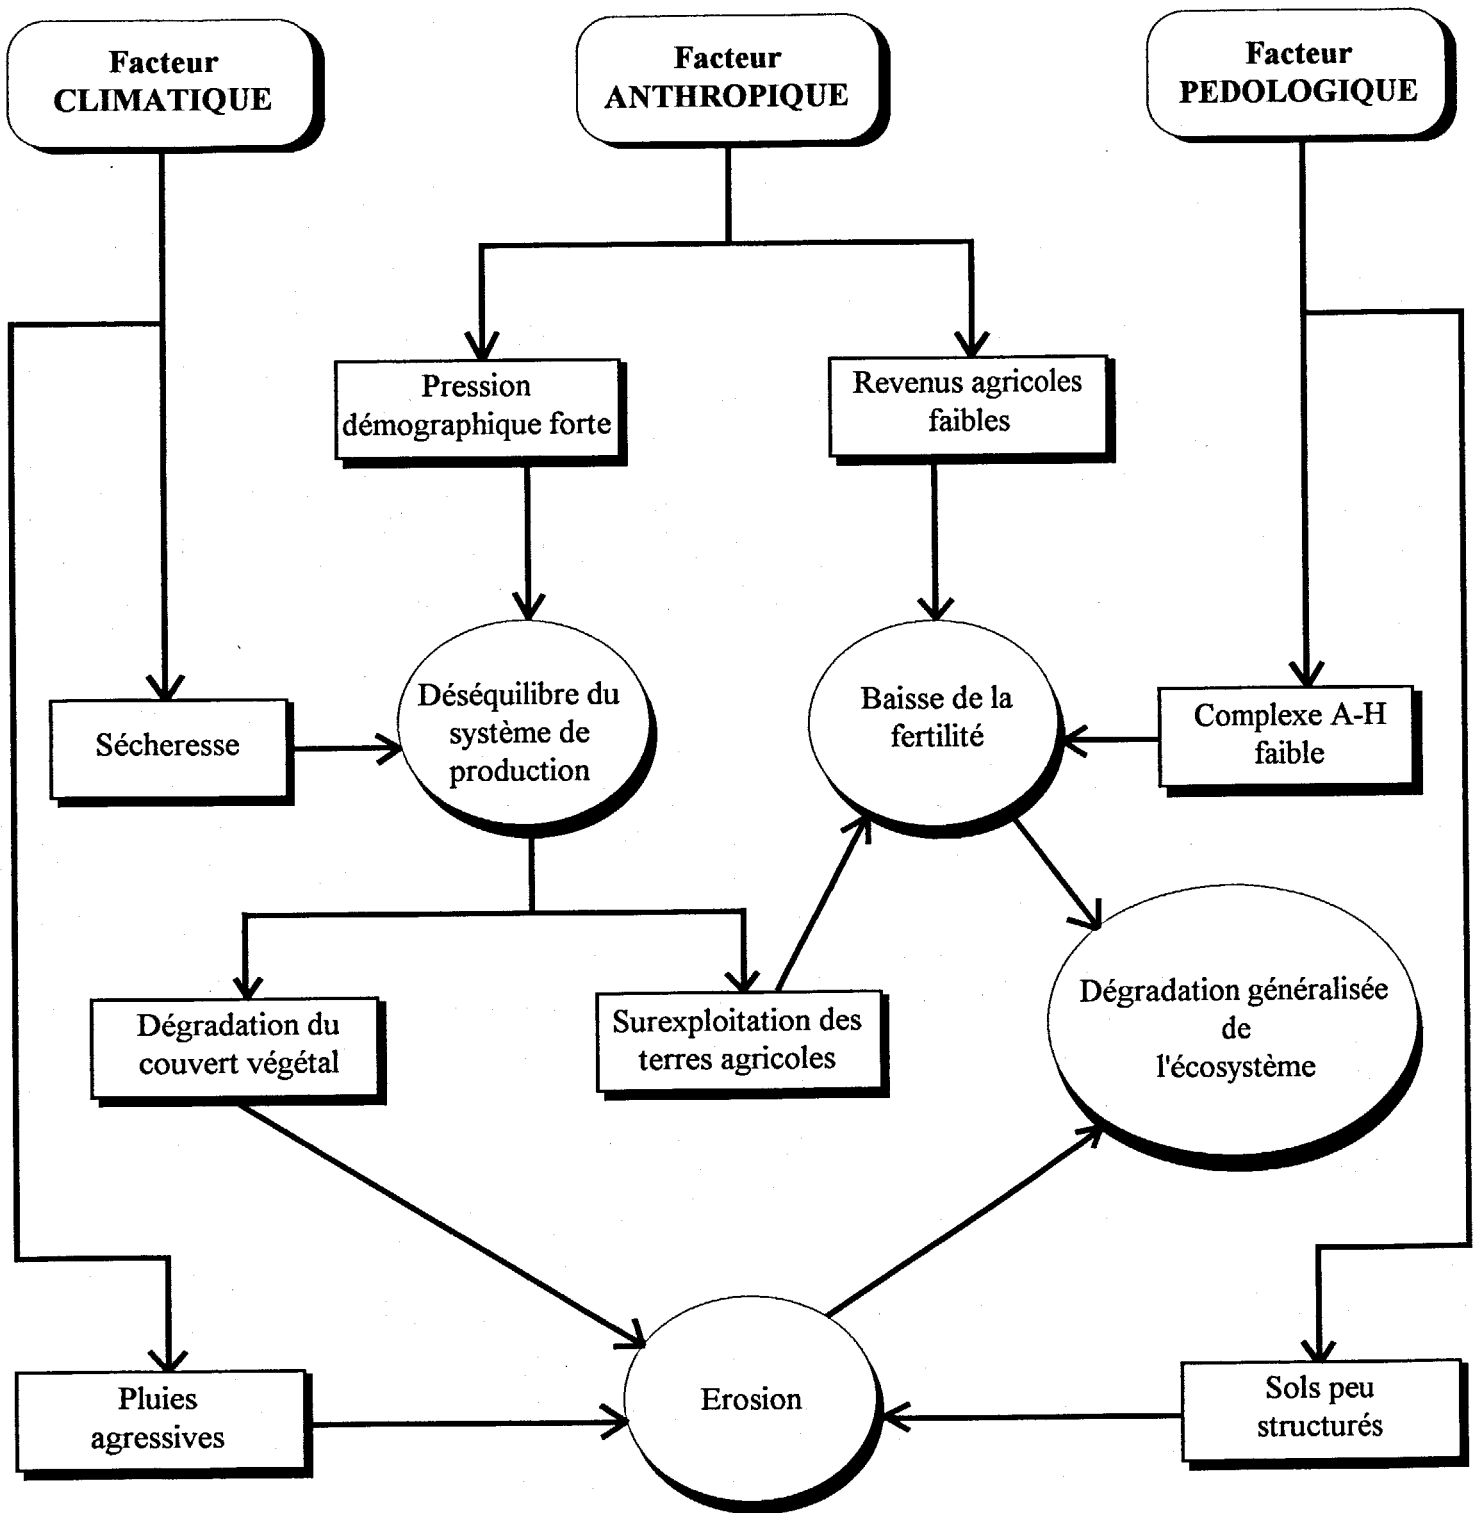 Facteur
CLIMATIQUE
Facteur
ANTHROPIQUE
Facteur
PEDOLOGIQUE
Pression
démographique forte
Revenus agricoles
faibles
Sécheresse
Déséquilibre du
système de
production
Baisse de la
fertilité
Complexe A-H
faible
Dégradation du
couvert végétal
Surexploitation des
terres agricoles
Dégradation généralisée
de
l'écosystème
Pluies
agressives
Erosion
Sols peu
structurés